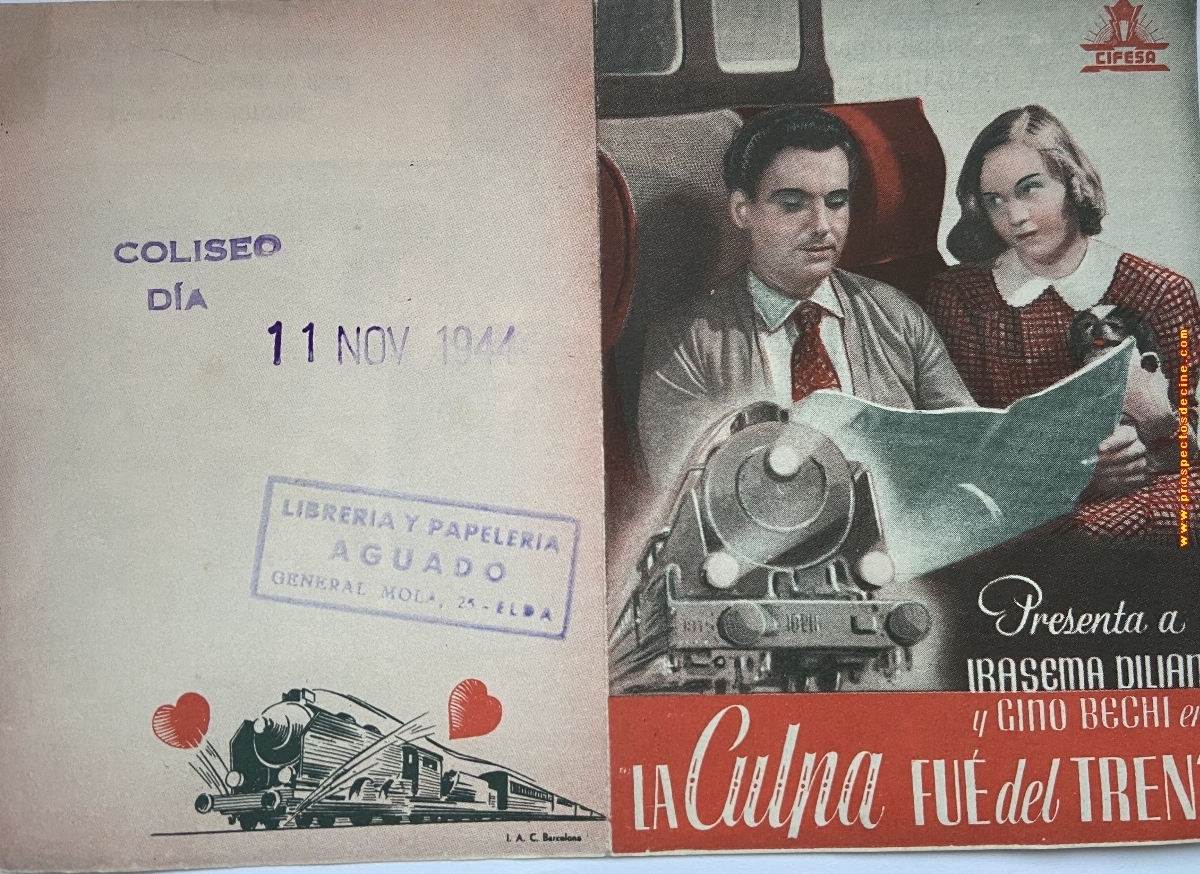 COLISEO
DÍA
11 NOV 1944
LIBRERIA Y PAPELERIA
AGUADO
GENERAL MOLA, 25 - ELDA
I. A. C. Barcelona
CIFESA
www.prospectosdecine.com
Presenta a
IRASEMA DILIAN
y GINO BECHI en
"LA Culpa FUÉ del TREN"